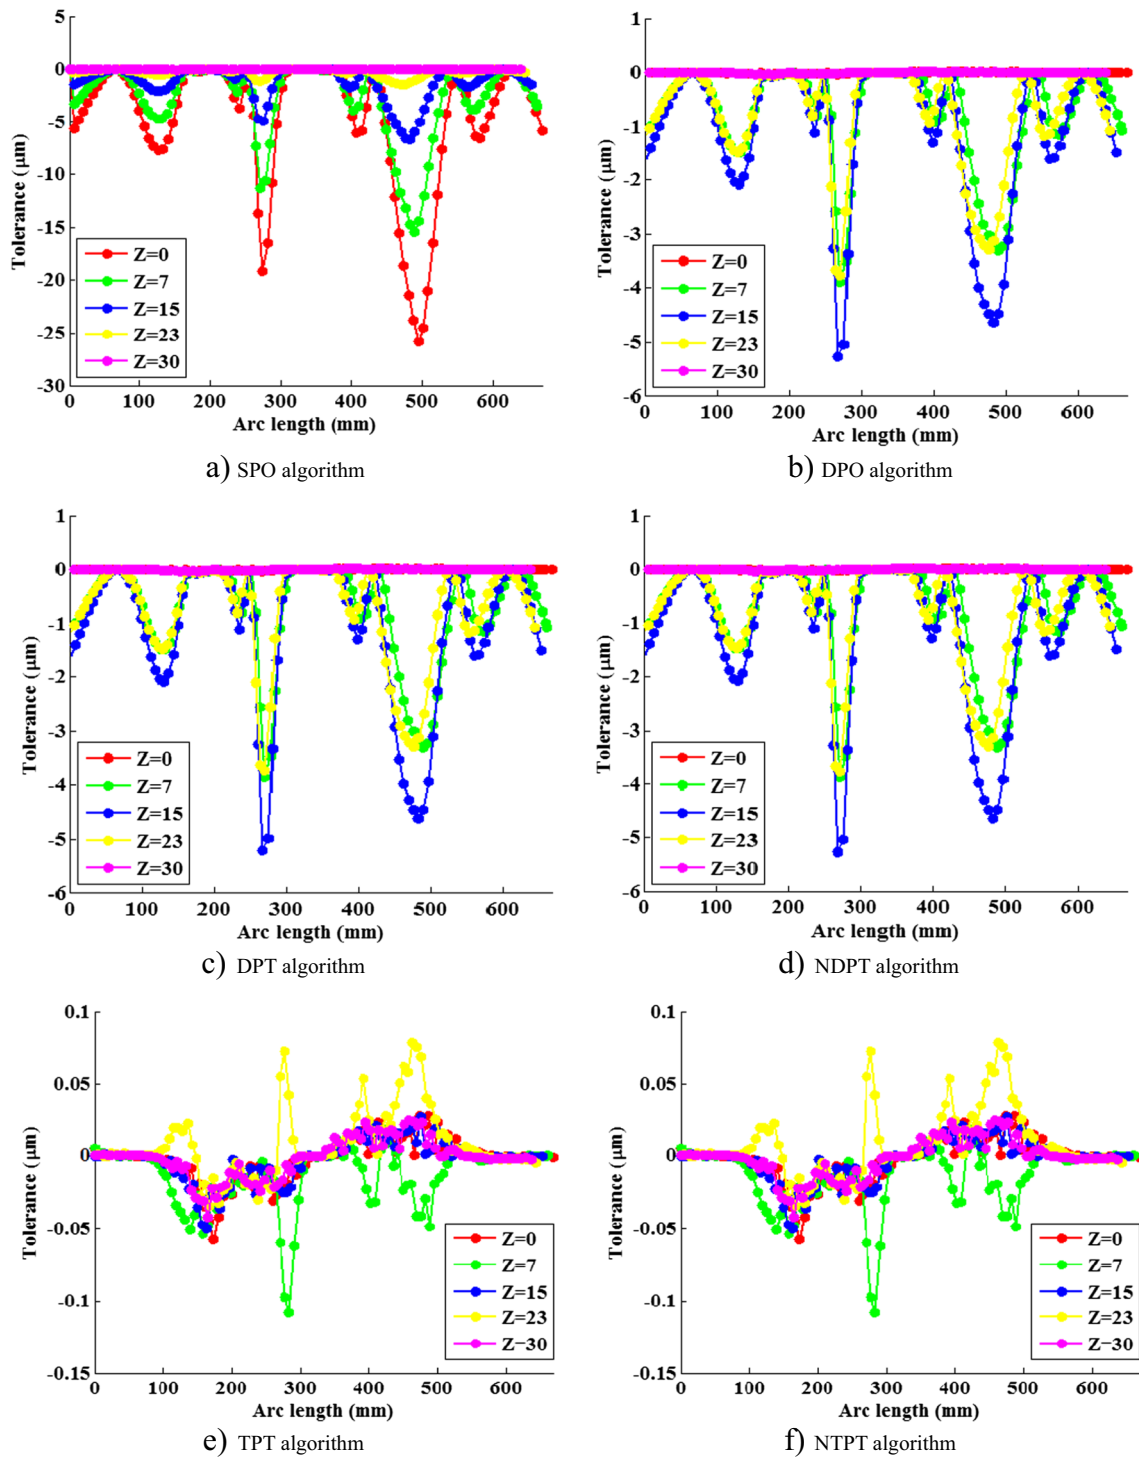 5
0
-5
-10
-15
-20
-25
-30
Tolerance (μm)
Z=0
Z=7
Z=15
Z=23
Z=30
0 100 200 300 400 500 600
Arc length (mm)
a) SPO algorithm
1
0
-1
-2
-3
-4
-5
-6
Tolerance (μm)
Z=0
Z=7
Z=15
Z=23
Z=30
0 100 200 300 400 500 600
Arc length (mm)
b) DPO algorithm
1
0
-1
-2
-3
-4
-5
-6
Tolerance (μm)
Z=0
Z=7
Z=15
Z=23
Z=30
0 100 200 300 400 500 600
Arc length (mm)
c) DPT algorithm
1
0
-1
-2
-3
-4
-5
-6
Tolerance (μm)
Z=0
Z=7
Z=15
Z=23
Z=30
0 100 200 300 400 500 600
Arc length (mm)
d) NDPT algorithm
0.1
0.05
0
-0.05
-0.1
-0.15
Tolerance (μm)
Z=0
Z=7
Z=15
Z=23
Z=30
0 100 200 300 400 500 600
Arc length (mm)
e) TPT algorithm
0.1
0.05
0
-0.05
-0.1
-0.15
Tolerance (μm)
Z=0
Z=7
Z=15
Z=23
Z=30
0 100 200 300 400 500 600
Arc length (mm)
f) NTPT algorithm